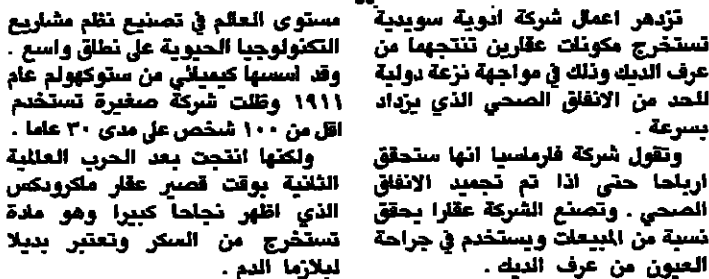 تزدهر اعمال شركة ادوية سويدية
تستخرج مكونات عقارين تنتجهما من
عرف الديك وذلك في مواجهة نزعة دولية
للحد من الانفاق الصحي الذي يزداد
بسرعة .
وتقول شركة فارماسيا انها ستحقق
ارباحا حتى اذا تم تجميد الانفاق
الصحي . وتصنع الشركة عقارا يحقق
نسبة من المبيعات ويستخدم في جراحة
العيون من عرف الديك .
مستوى العالم في تصنيع نظم مشاريع
التكنولوجيا الحيوية على نطاق واسع .
وقد اسسها كيميائي من ستوكهولم عام
١٩١١ وظلت شركة صغيرة تستخدم
اقل من ١٠٠ شخص على مدى ٣٠ عاما .
ولكنها انتجت بعد الحرب العالمية
الثانية بوقت قصير عقار ماكرودكس
الذي اظهر نجاحا كبيرا وهو مادة
تستخرج من السكر وتعتبر بديلا
لبلازما الدم .